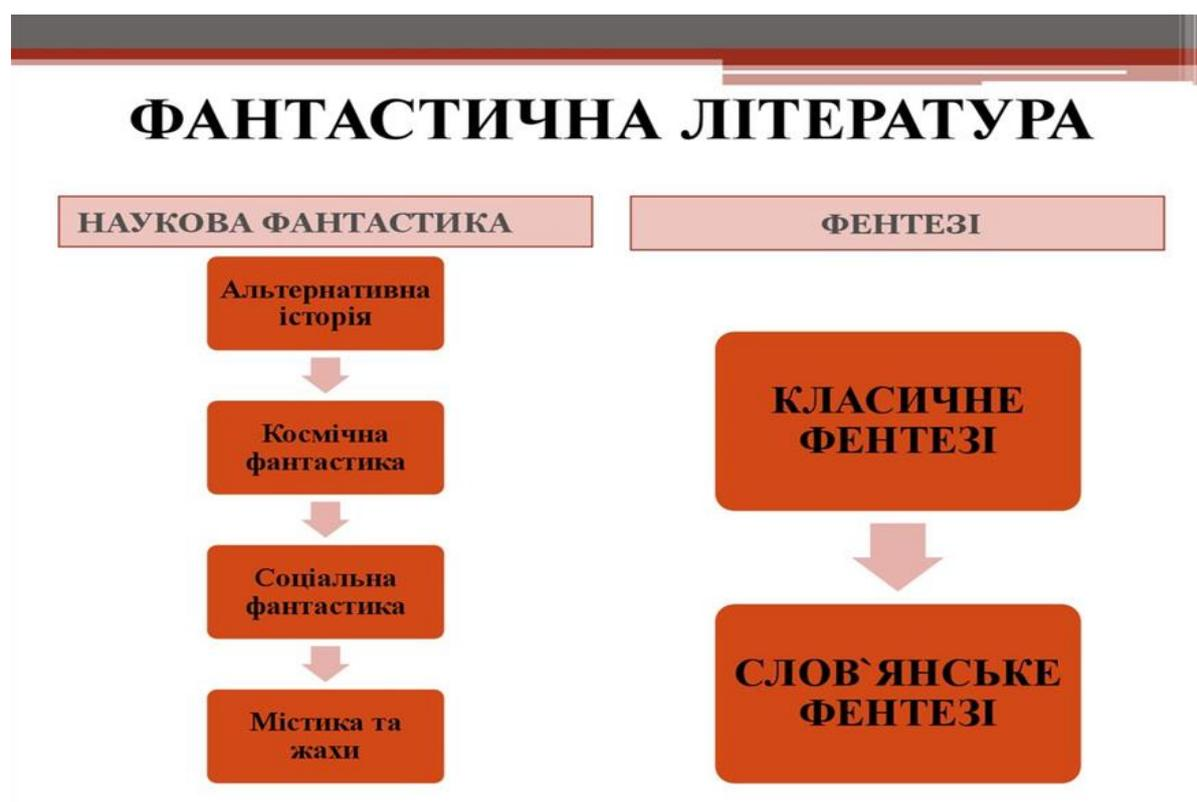 ФАНТАСТИЧНА ЛІТЕРАТУРА
НАУКОВА ФАНТАСТИКА
Альтернативна
історія
Космічна
фантастика
Соціальна
фантастика
Містика та
жахи
ФЕНТЕЗІ
КЛАСИЧНЕ
ФЕНТЕЗІ
СЛОВ`ЯНСЬКЕ
ФЕНТЕЗІ